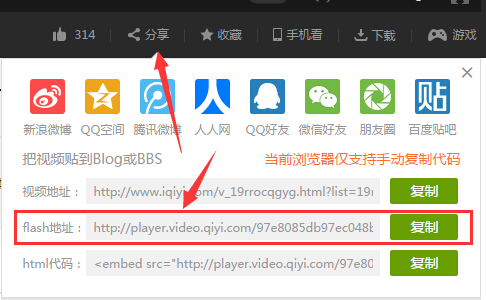 314 分享 收藏 手机看 下载 游戏
贴
新浪微博 QQ空间 腾讯微博 人人网 QQ好友 微信好友 朋友圈 百度贴吧
把视频贴到Blog或BBS 当前浏览器仅支持手动复制代码
视频地址： http://www.iqiyi.com/v_19rrocqgyg.html?list=19r 复制
flash地址： http://player.video.qiyi.com/97e8085db97ec048b 复制
html代码： <embed src="http://player.video.qiyi.com/97e80 复制